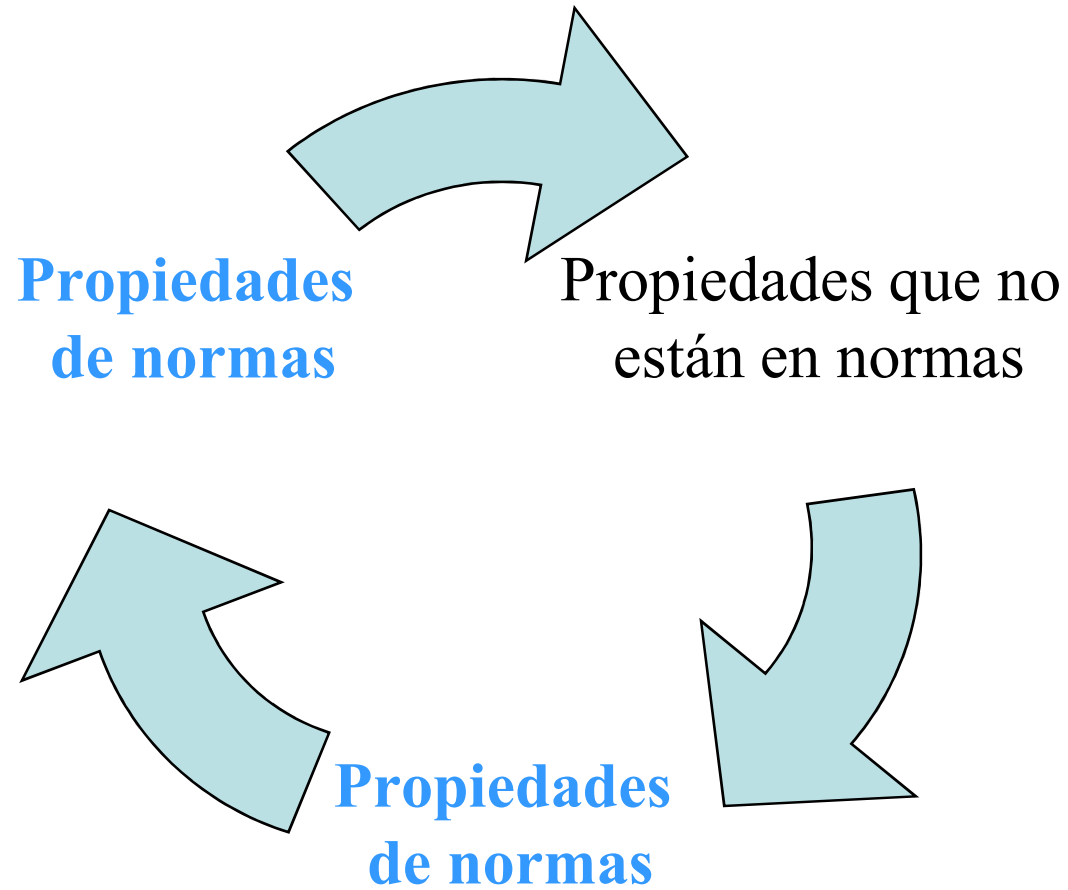 Propiedades
de normas
Propiedades que no
están en normas
Propiedades
de normas